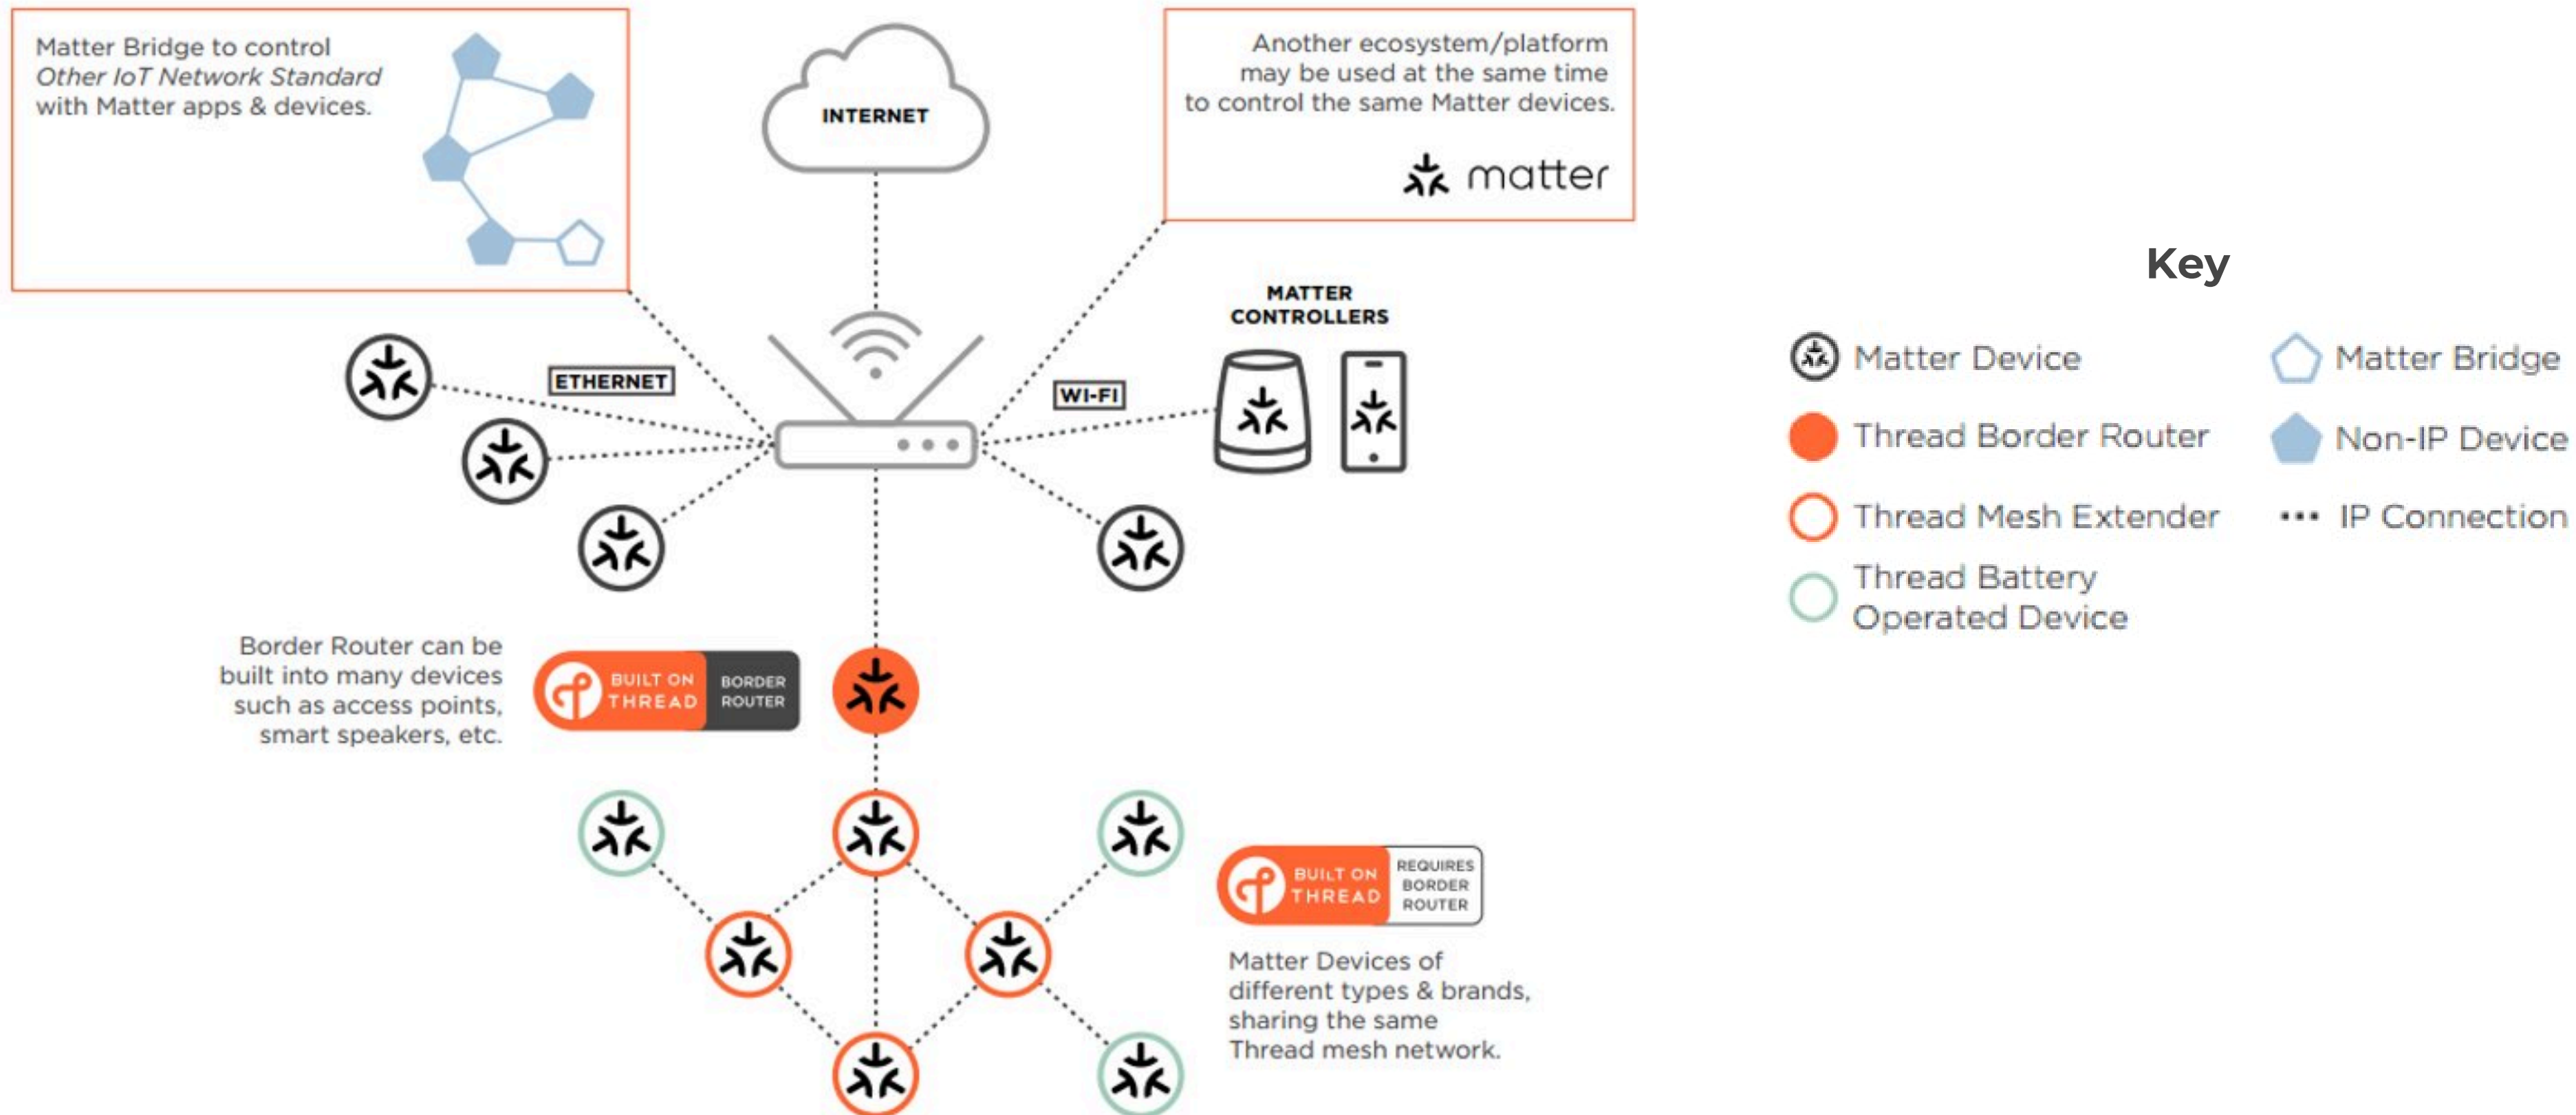 Matter Bridge to control
Other IoT Network Standard
with Matter apps & devices.
INTERNET
Another ecosystem/platform
may be used at the same time
to control the same Matter devices.
matter
ETHERNET
WI-FI
MATTER
CONTROLLERS
Border Router can be
built into many devices
such as access points,
smart speakers, etc.
BUILT ON
THREAD
BORDER
ROUTER
BUILT ON
THREAD
REQUIRES
BORDER
ROUTER
Matter Devices of
different types & brands,
sharing the same
Thread mesh network.
Key
Matter Device
Thread Border Router
Thread Mesh Extender
Thread Battery
Operated Device
Matter Bridge
Non-IP Device
IP Connection